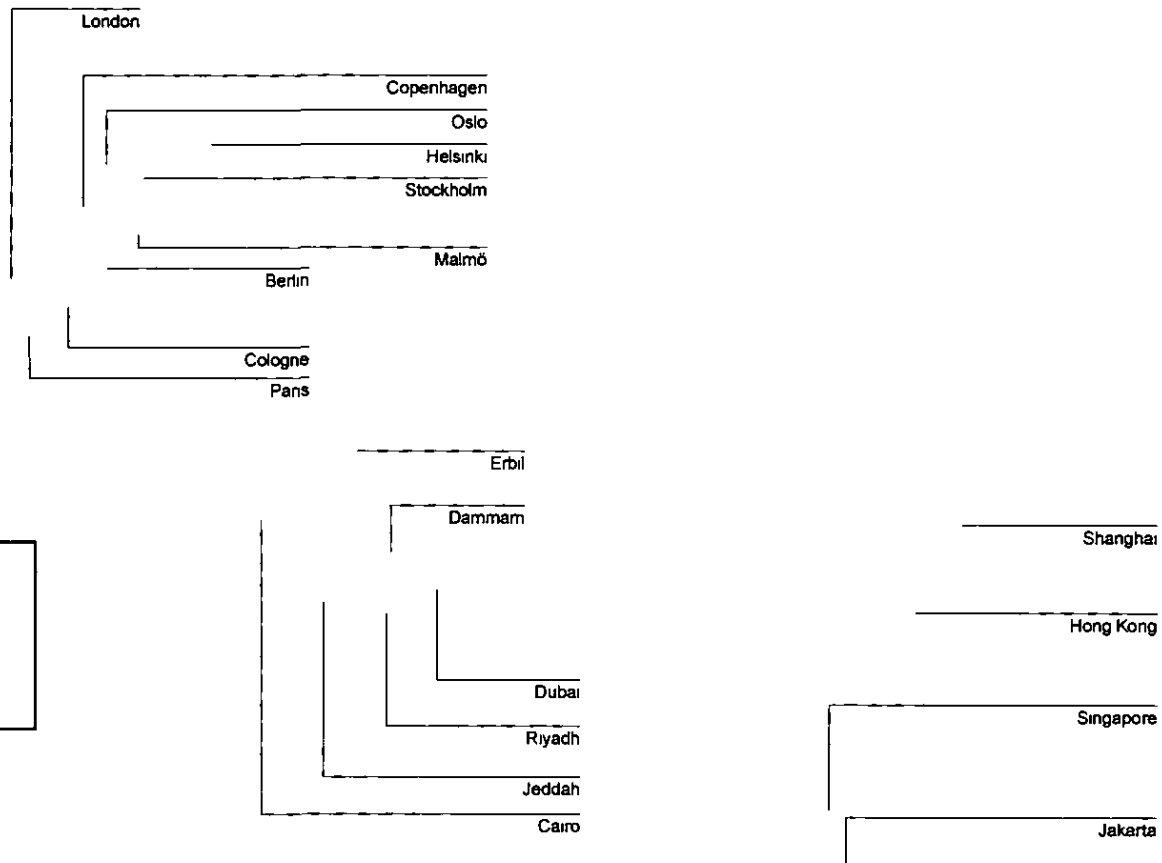 London
Copenhagen
Oslo
Helsinki
Stockholm
Malmö
Berlin
Cologne
Paris
Erbil
Dammam
Shanghai
Hong Kong
Dubai
Singapore
Riyadh
Jeddah
Cairo
Jakarta